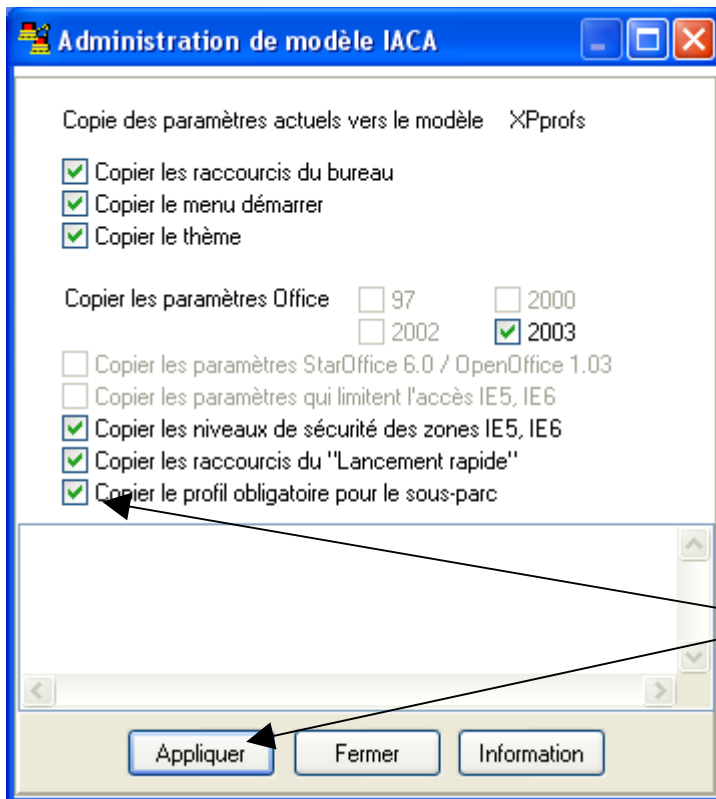 Administration de modèle IACA
Copie des paramètres actuels vers le modèle XPprofs
Copier les raccourcis du bureau
Copier le menu démarrer
Copier le thème
Copier les paramètres Office 97 2000
2002 2003
Copier les paramètres StarOffice 6.0 / OpenOffice 1.03
Copier les paramètres qui limitent l'accès IE5, IE6
Copier les niveaux de sécurité des zones IE5, IE6
Copier les raccourcis du "Lancement rapide"
Copier le profil obligatoire pour le sous-parc
Appliquer Fermer Information